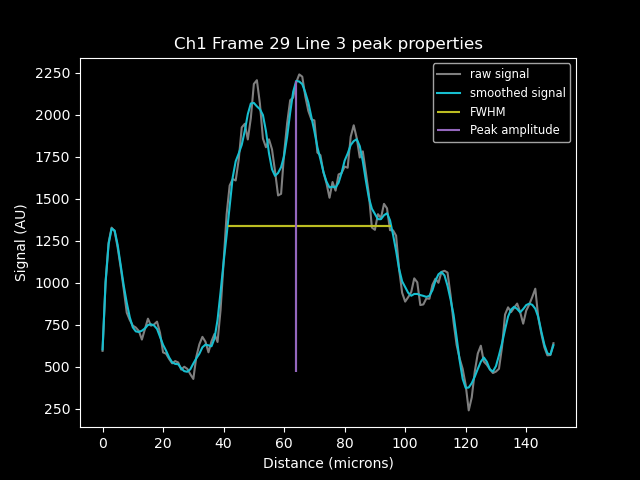 Ch1 Frame 29 Line 3 peak properties
raw signal
smoothed signal
FWHM
Peak amplitude
Signal (AU)
2250
2000
1750
1500
1250
1000
750
500
250
0 20 40 60 80 100 120 140
Distance (microns)